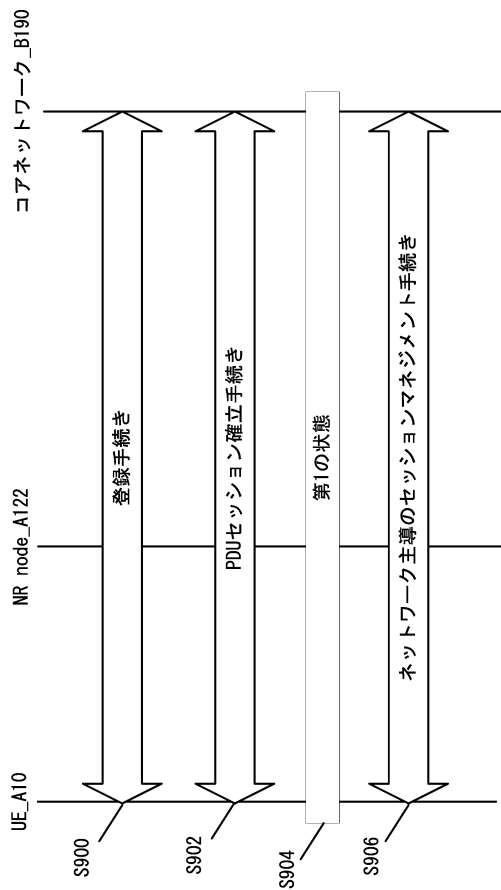 UE_A10
NR node_A122
コアネットワーク_B190
S900
登録手続き
S902
PDUセッション確立手続き
S904
第1の状態
S906
ネットワーク主導のセッションマネジメント手続き